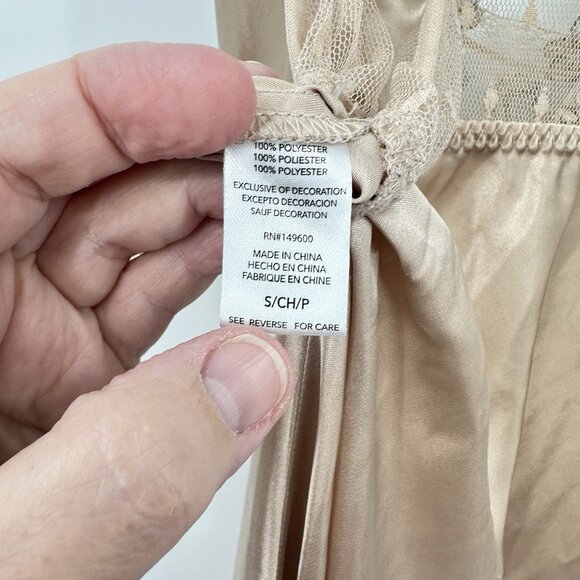 100% POLYESTER
100% POLIESTER
100% POLYESTER
EXCLUSIVE OF DECORATION
EXCEPTO DECORACION
SAUF DECORATION
RN#149600
MADE IN CHINA
HECHO EN CHINA
FABRIQUE EN CHINE
S/CH/P
SEE REVERSE FOR CARE